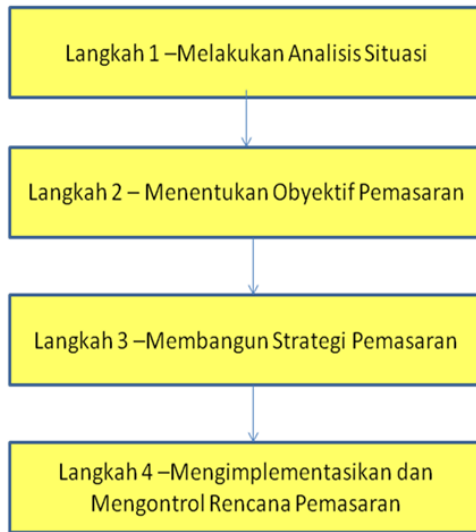 Langkah 1 –Melakukan Analisis Situasi
Langkah 2 – Menentukan Obyektif Pemasaran
Langkah 3 –Membangun Strategi Pemasaran
Langkah 4 –Mengimplementasikan dan
Mengontrol Rencana Pemasaran